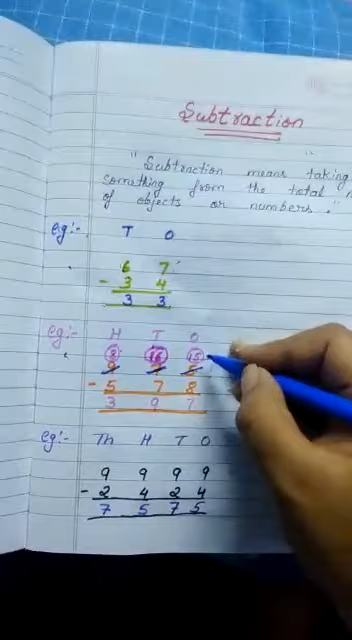 Subtraction
"Subtraction means taking
something from the total
of objects or numbers."
eg:- T O
6 7
- 3 4
3 3
eg:- H T O
8 16 15
9 7 5
- 5 7 8
3 9 7
eg:- Th H T O
9 9 9 9
- 2 4 2 4
7 5 7 5